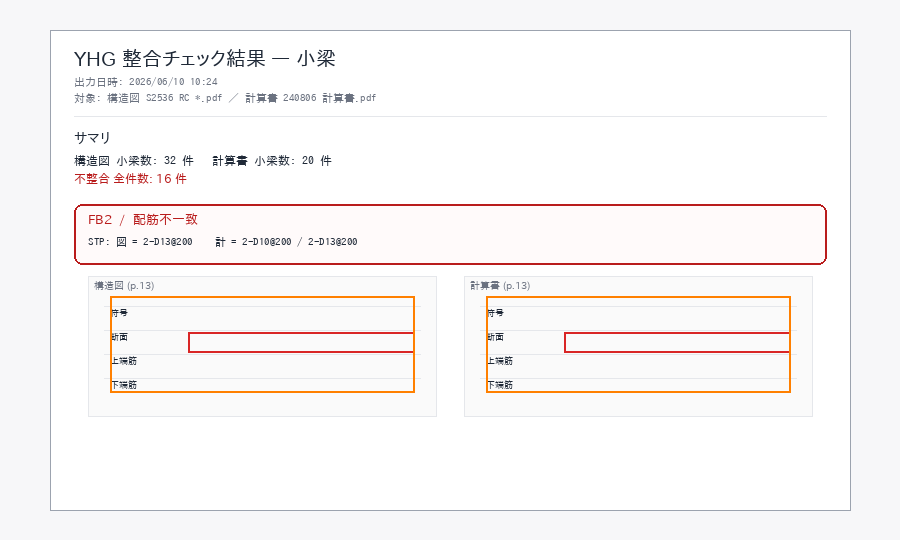 YHG 整合チェック結果 — 小梁
出力日時: 2026/06/10 10:24
対象: 構造図 S2536 RC *.pdf ／ 計算書 240806 計算書.pdf
サマリ
構造図 小梁数: 32 件 計算書 小梁数: 20 件
不整合 全件数: 16 件
FB2 / 配筋不一致
STP: 図 = 2-D13@200 計 = 2-D10@200 / 2-D13@200
構造図 (p.13)
符号
断面
上端筋
下端筋
計算書 (p.13)
符号
断面
上端筋
下端筋